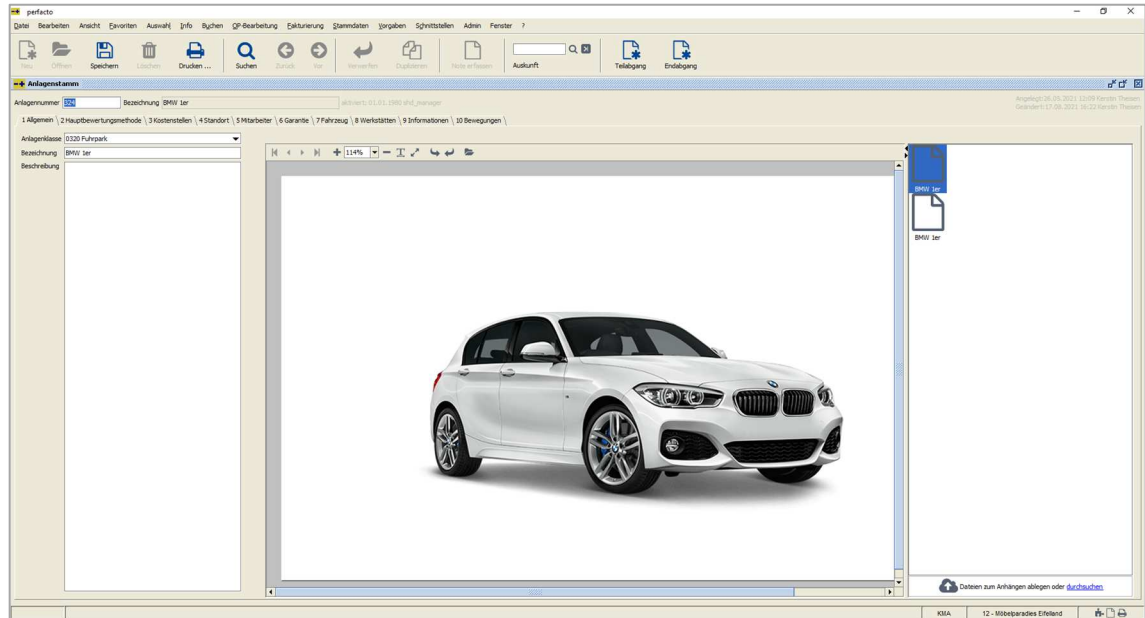 perfacto
Datei Bearbeiten Ansicht Favoriten Auswahl Info Buchen OP-Bearbeitung Fakturierung Stammdaten Vorgaben Schnittstellen Admin Fenster ?
Neu Öffnen Speichern Löschen Drucken ... Suchen Zurück Vor Verwerfen Duplizieren Note erfassen Auskunft Teilabgang Endabgang
Anlagenstamm
Anlagennummer 324 Bezeichnung BMW 1er aktiviert: 01.01.1980 shd_manager
Angelegt: 26.05.2021 12:09 Kerstin Theisen
Geändert: 17.08.2021 16:22 Kerstin Theisen
1 Allgemein 2 Hauptbewertungsmethode 3 Kostenstellen 4 Standort 5 Mitarbeiter 6 Garantie 7 Fahrzeug 8 Werkstätten 9 Informationen 10 Bewegungen
Anlagenklasse 0320 Fuhrpark
Bezeichnung BMW 1er
Beschreibung
114%
BMW 1er
BMW 1er
Dateien zum Anhängen ablegen oder durchsuchen
KMA 12 - Möbelparadies Eifelland